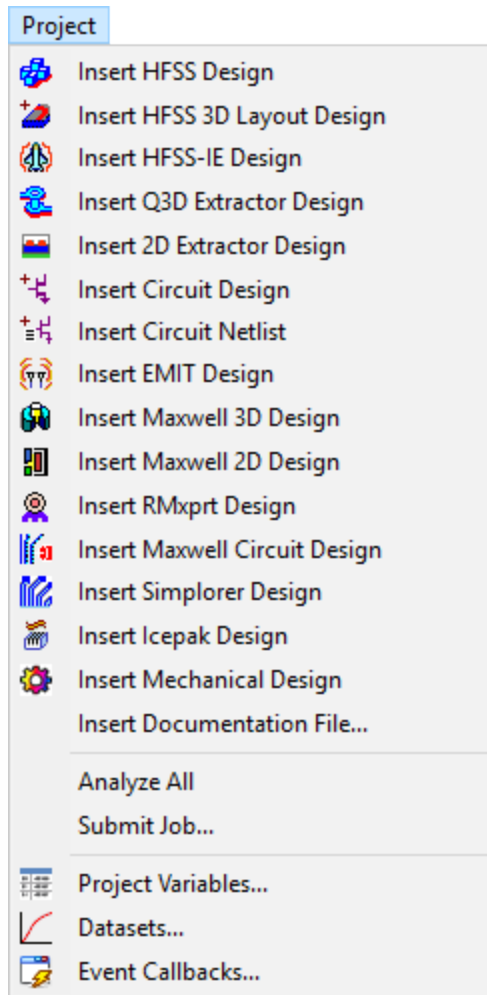 Project
Insert HFSS Design
Insert HFSS 3D Layout Design
Insert HFSS-IE Design
Insert Q3D Extractor Design
Insert 2D Extractor Design
Insert Circuit Design
Insert Circuit Netlist
Insert EMIT Design
Insert Maxwell 3D Design
Insert Maxwell 2D Design
Insert RMxprt Design
Insert Maxwell Circuit Design
Insert Simplorer Design
Insert Icepak Design
Insert Mechanical Design
Insert Documentation File...
Analyze All
Submit Job...
Project Variables...
Datasets...
Event Callbacks...